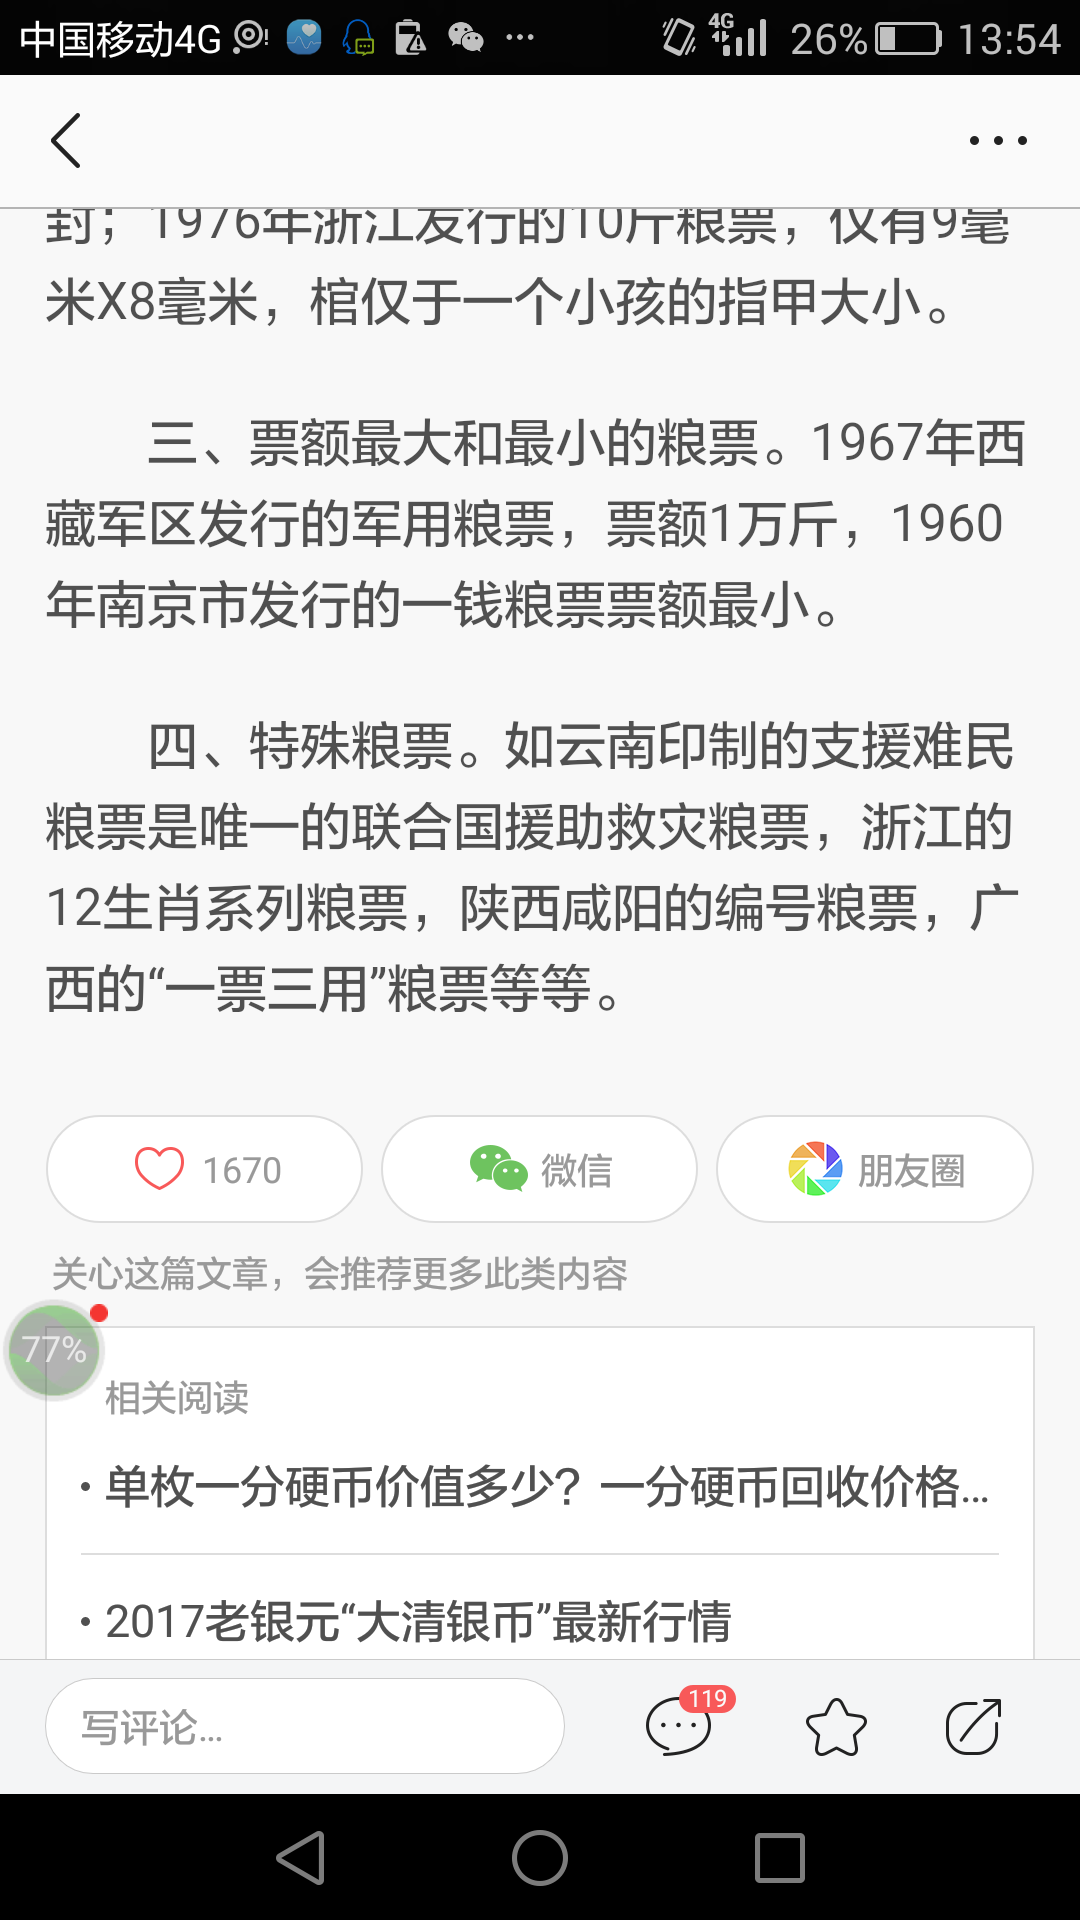 中国移动4G 4G 26% 13:54
封；1976年浙江发行的10斤粮票，仅有9毫
米X8毫米，棺仅于一个小孩的指甲大小。
三、票额最大和最小的粮票。1967年西
藏军区发行的军用粮票，票额1万斤，1960
年南京市发行的一钱粮票票额最小。
四、特殊粮票。如云南印制的支援难民
粮票是唯一的联合国援助救灾粮票，浙江的
12生肖系列粮票，陕西咸阳的编号粮票，广
西的“一票三用”粮票等等。
1670 微信 朋友圈
关心这篇文章，会推荐更多此类内容
77%
相关阅读
·单枚一分硬币价值多少？一分硬币回收价格...
·2017老银元“大清银币”最新行情
写评论... 119